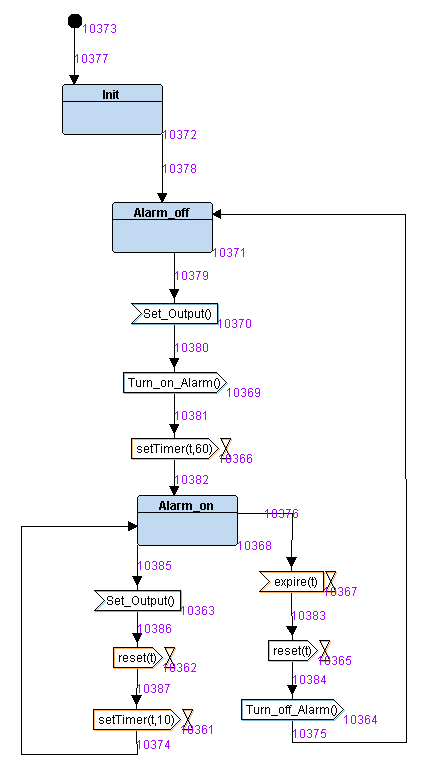 10373
10377
Init
10372
10378
Alarm_off
10371
10379
Set_Output()
10370
10380
Turn_on_Alarm()
10369
10381
setTimer(t,60)
10366
10382
Alarm_on
10376
10368
10385
expire(t)
10367
Set_Output()
10363
10383
10386
reset(t)
10365
reset(t)
10362
10384
10387
Turn_off_Alarm()
10364
setTimer(t,10)
10361
10375
10374